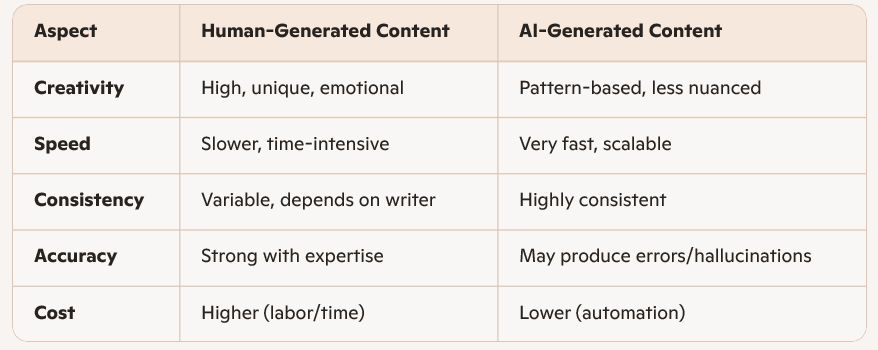 Aspect Human-Generated Content AI-Generated Content
Creativity High, unique, emotional Pattern-based, less nuanced
Speed Slower, time-intensive Very fast, scalable
Consistency Variable, depends on writer Highly consistent
Accuracy Strong with expertise May produce errors/hallucinations
Cost Higher (labor/time) Lower (automation)